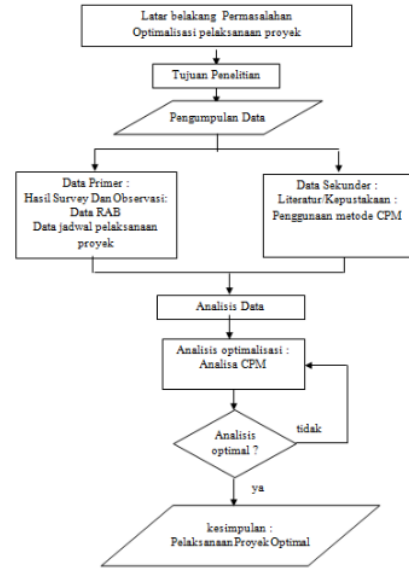 Latar belakang Permasalahan
Optimalisasi pelaksanaan proyek
Tujuan Penelitian
Pengumpulan Data
Data Primer :
Hasil Survey Dan Observasi:
Data RAB
Data jadwal pelaksanaan
proyek
Data Sekunder :
Literatur/Kepustakaan :
Penggunaan metode CPM
Analisis Data
Analisis optimalisasi :
Analisa CPM
Analisis
optimal ?
tidak
ya
kesimpulan :
Pelaksanaan Proyek Optimal